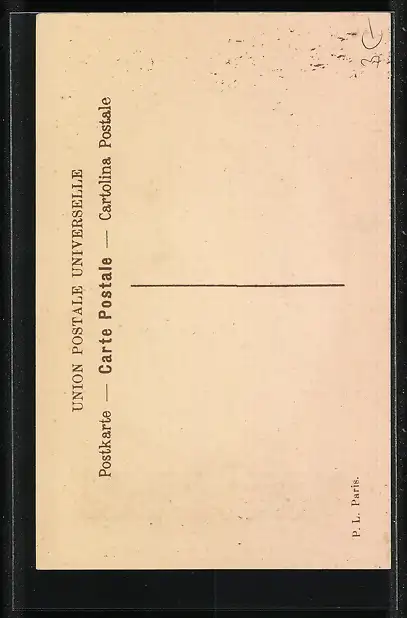 UNION POSTALE UNIVERSELLE
Postkarte — Carte Postale — Cartolina Postale
P. L. Paris.